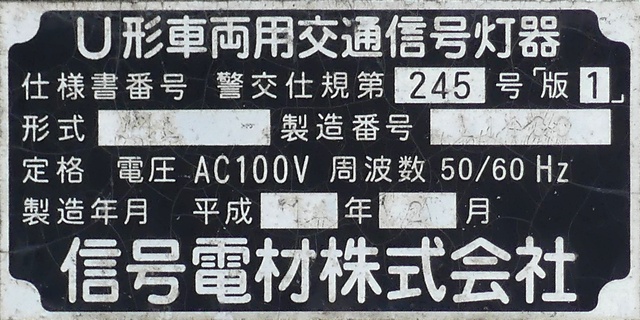 U形車両用交通信号灯器
仕様書番号 警交仕規第 245 号「版 1」
形式 製造番号
定格 電圧 AC100V 周波数 50/60 Hz
製造年月 平成 年 月
信号電材株式会社